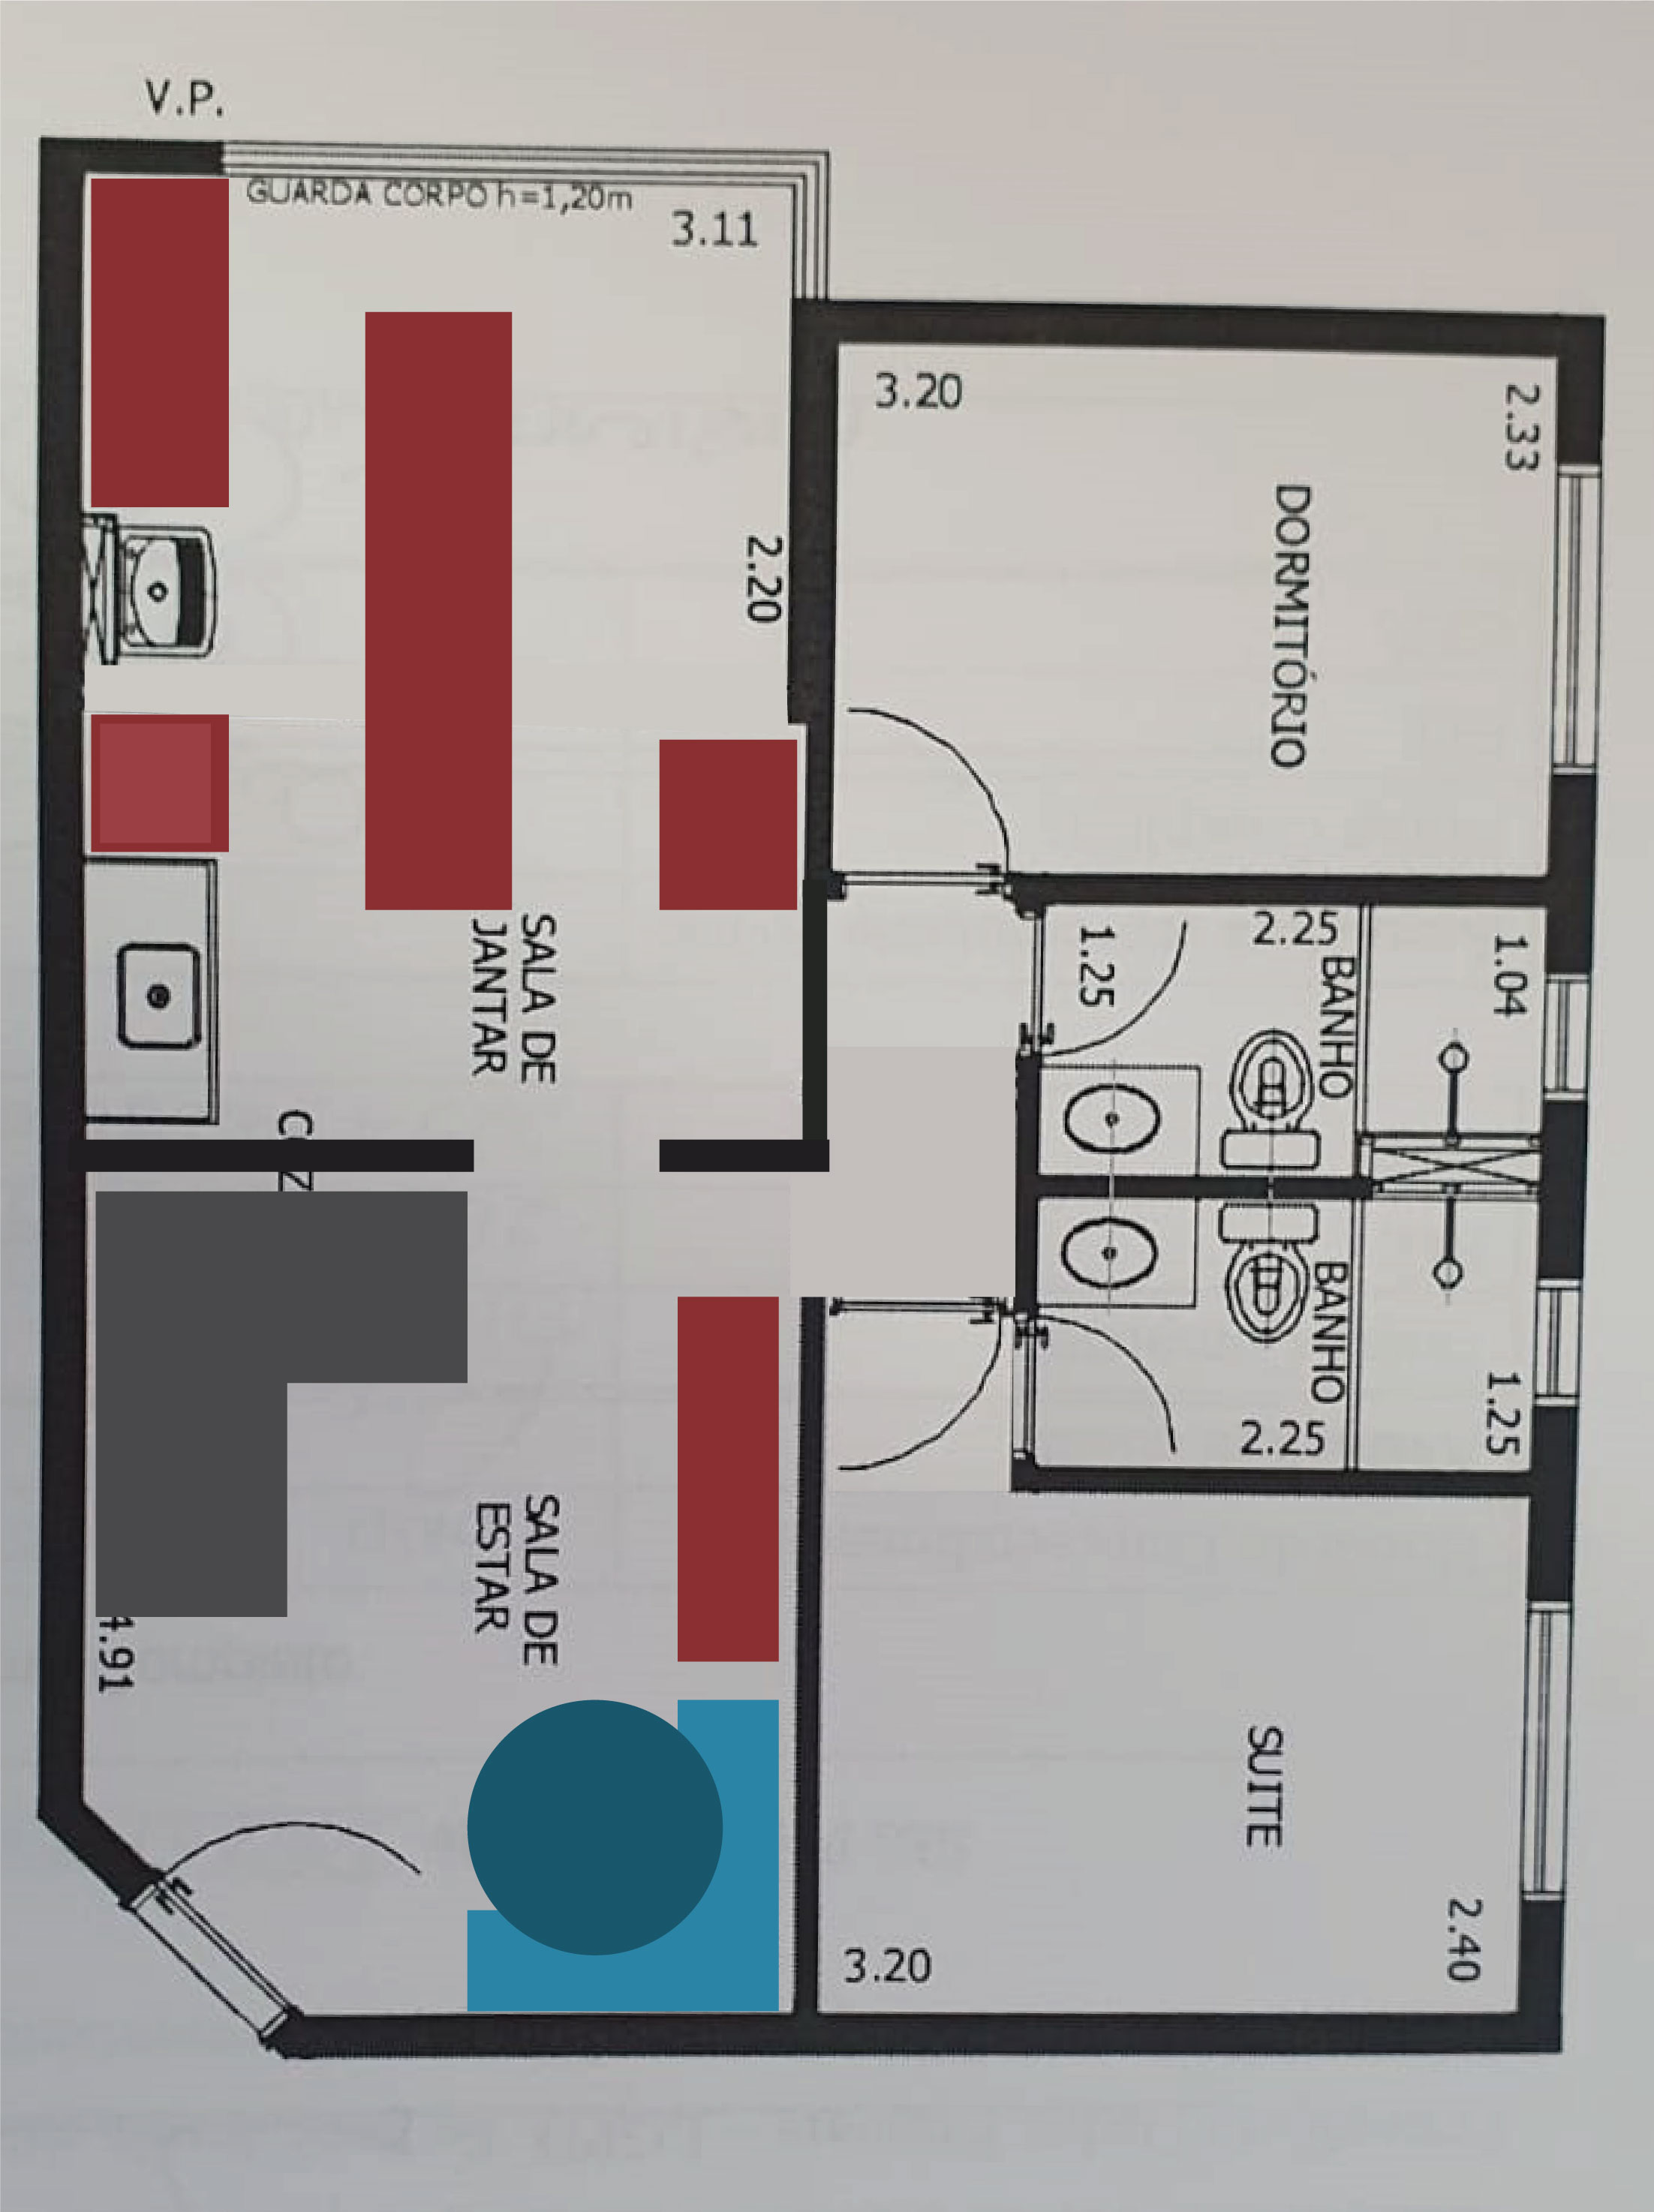 V.P.
GUARDA CORPO h=1,20m
3.11
3.20
2.33
DORMITÓRIO
2.20
SALA DE
JANTAR
1.25
2.25
BANHO
1.04
BANHO
2.25
1.25
SALA DE
ESTAR
4.91
SUITE
3.20
2.40